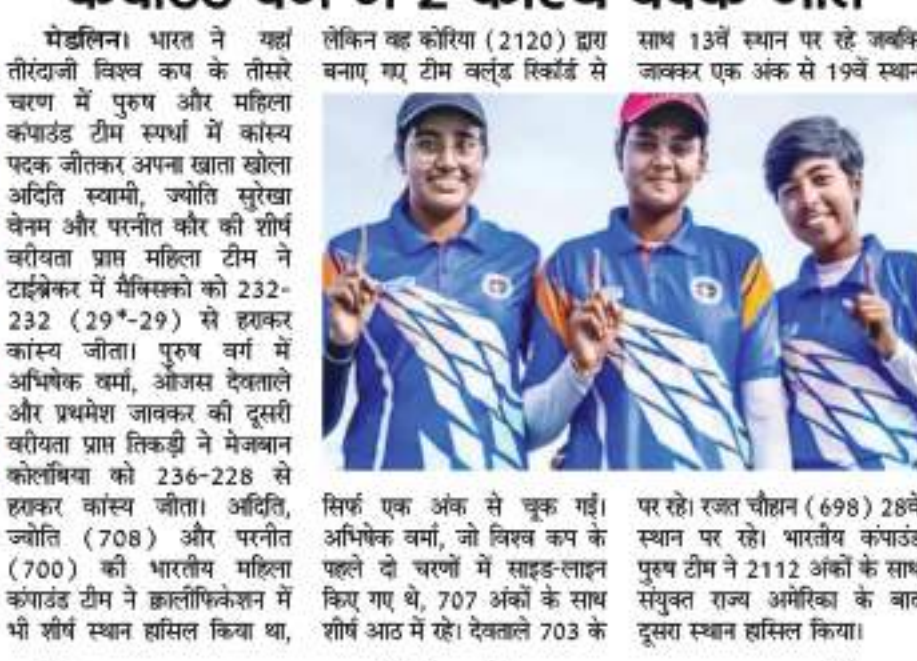 कंपाउंड वर्ग में 2 कांस्य पदक जीते
मेडलिन। भारत ने यहां
तीरंदाजी विश्व कप के तीसरे
चरण में पुरुष और महिला
कंपाउंड टीम स्पर्धा में कांस्य
पदक जीतकर अपना खाता खोला
अदिति स्वामी, ज्योति सुरेखा
वेनम और परनीत कौर की शीर्ष
वरीयता प्राप्त महिला टीम ने
टाईब्रेकर में मैक्सिको को 232-
232 (29*-29) से हराकर
कांस्य जीता। पुरुष वर्ग में
अभिषेक वर्मा, ओजस देवताले
और प्रथमेश जावकर की दूसरी
वरीयता प्राप्त तिकड़ी ने मेजबान
कोलंबिया को 236-228 से
हराकर कांस्य जीता। अदिति,
ज्योति (708) और परनीत
(700) की भारतीय महिला
कंपाउंड टीम ने क्वालीफिकेशन में
भी शीर्ष स्थान हासिल किया था,
लेकिन वह कोरिया (2120) द्वारा
बनाए गए टीम वर्ल्ड रिकॉर्ड से
सिर्फ एक अंक से चूक गई।
अभिषेक वर्मा, जो विश्व कप के
पहले दो चरणों में साइड-लाइन
किए गए थे, 707 अंकों के साथ
शीर्ष आठ में रहे। देवताले 703 के
साथ 13वें स्थान पर रहे जबकि
जावकर एक अंक से 19वें स्थान
पर रहे। रजत चौहान (698) 28वें
स्थान पर रहे। भारतीय कंपाउंड
पुरुष टीम ने 2112 अंकों के साथ
संयुक्त राज्य अमेरिका के बाद
दूसरा स्थान हासिल किया।